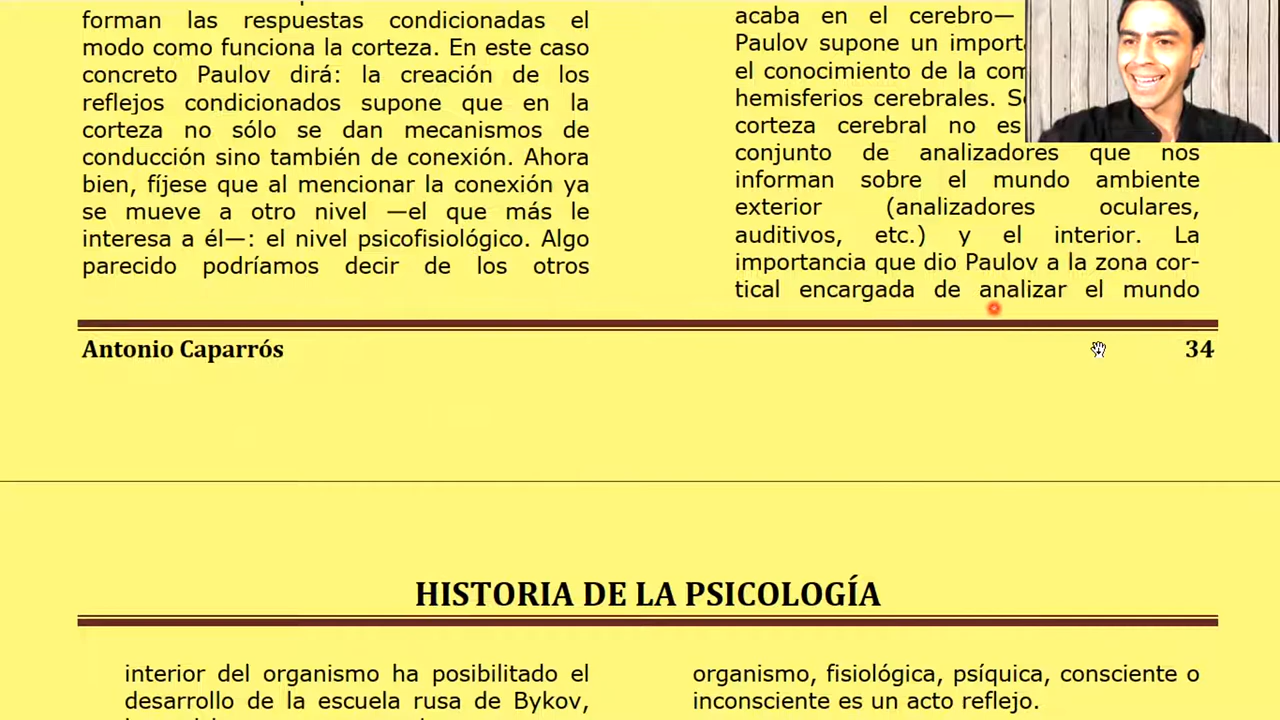 forman las respuestas condicionadas el
modo como funciona la corteza. En este caso
concreto Paulov dirá: la creación de los
reflejos condicionados supone que en la
corteza no sólo se dan mecanismos de
conducción sino también de conexión. Ahora
bien, fíjese que al mencionar la conexión ya
se mueve a otro nivel —el que más le
interesa a él—: el nivel psicofisiológico. Algo
parecido podríamos decir de los otros
acaba en el cerebro—
Paulov supone un
el conocimiento de la
hemisferios cerebrales.
corteza cerebral no es
conjunto de analizadores que nos
informan sobre el mundo ambiente
exterior (analizadores oculares,
auditivos, etc.) y el interior. La
importancia que dio Paulov a la zona cor-
tical encargada de analizar el mundo
Antonio Caparrós 34
HISTORIA DE LA PSICOLOGÍA
interior del organismo ha posibilitado el
desarrollo de la escuela rusa de Bykov,
organismo, fisiológica, psíquica, consciente o
inconsciente es un acto reflejo.